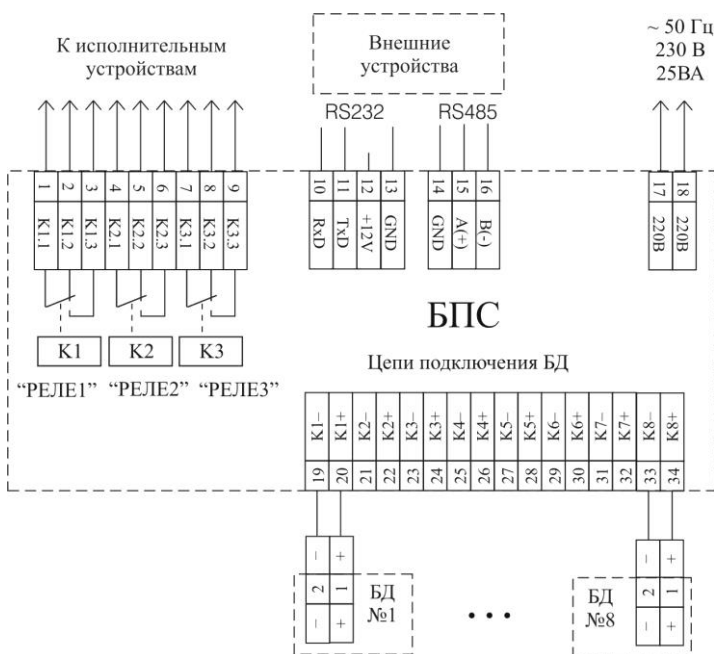 К исполнительным
устройствам
Внешние
устройства
~ 50 Гц
230 В
25ВА
RS232
RS485
1 2 3 4 5 6 7 8 9
10 11 12 13
14 15 16
17 18
K1.1 K1.2 K1.3 K2.1 K2.2 K2.3 K3.1 K3.2 K3.3
RxD TxD +12V GND
GND A(+) B(-)
220В 220В
K1 K2 K3
“РЕЛЕ1” “РЕЛЕ2” “РЕЛЕ3”
БПС
Цепи подключения БД
K1– K1+ K2– K2+ K3– K3+ K4– K4+ K5– K5+ K6– K6+ K7– K7+ K8– K8+
19 20 21 22 23 24 25 26 27 28 29 30 31 32 33 34
– +
2 1
– +
БД
№1
• • •
БД
№8
– +
2 1
– +